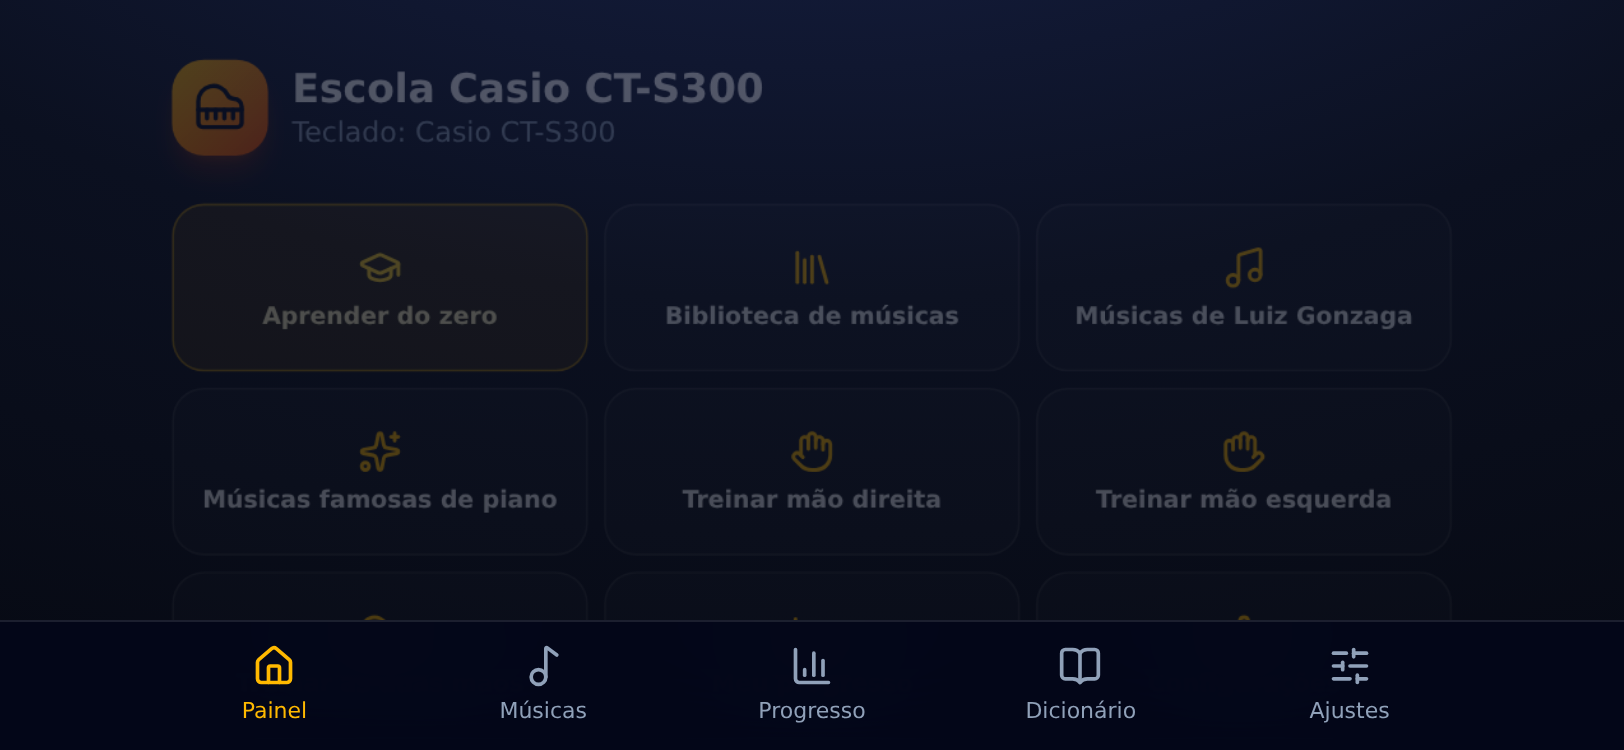 Escola Casio CT-S300
Teclado: Casio CT-S300
Aprender do zero
Biblioteca de músicas
Músicas de Luiz Gonzaga
Músicas famosas de piano
Treinar mão direita
Treinar mão esquerda
Painel
Músicas
Progresso
Dicionário
Ajustes